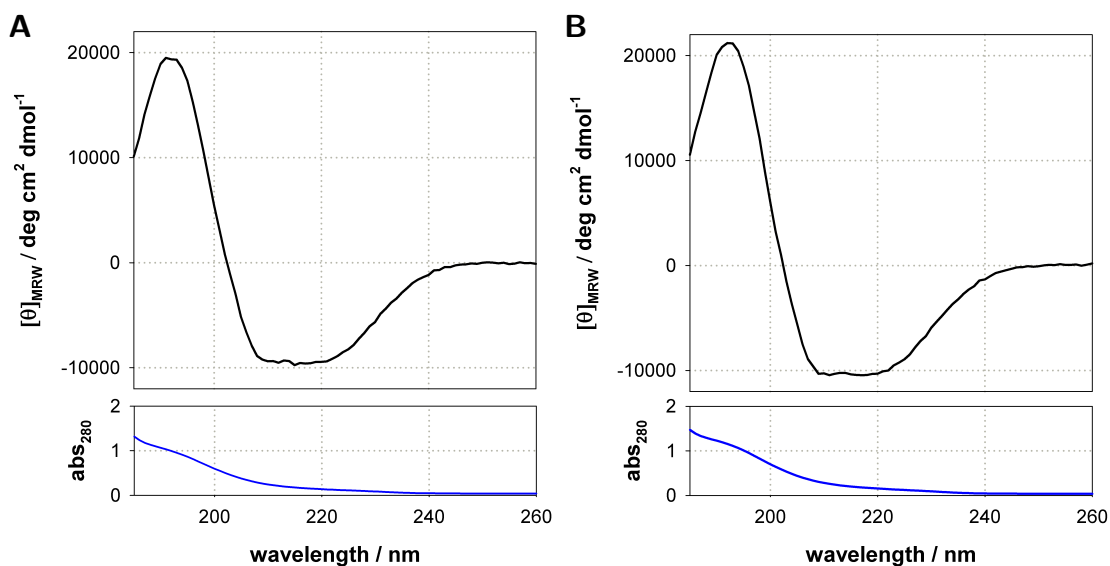 A
20000
10000
0
-10000
[θ]MRW / deg cm² dmol⁻¹
2
1
0
abs280
200
220
240
260
wavelength / nm
B
20000
10000
0
-10000
[θ]MRW / deg cm² dmol⁻¹
2
1
0
abs280
200
220
240
260
wavelength / nm